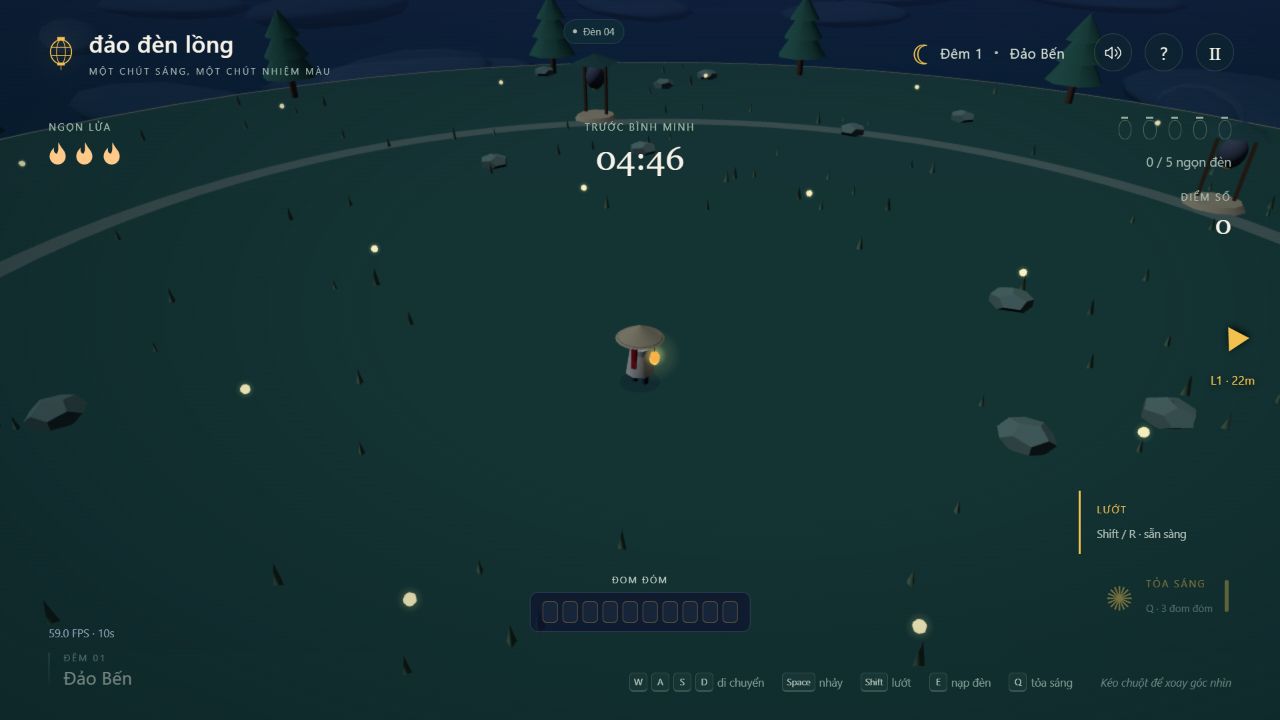 đảo đèn lồng
MỘT CHÚT SÁNG, MỘT CHÚT NHIỆM MÀU
Đèn 04
Đêm 1 • Đảo Bến
?
II
NGỌN LỬA
TRƯỚC BÌNH MINH
04:46
0 / 5 ngọn đèn
ĐIỂM SỐ
0
L1 · 22m
LƯỚT
Shift / R · sẵn sàng
TỎA SÁNG
Q · 3 đom đóm
ĐOM ĐÓM
59.0 FPS · 10s
ĐÊM 01
Đảo Bến
W A S D di chuyển Space nhảy Shift lướt E nạp đèn Q tỏa sáng Kéo chuột để xoay góc nhìn